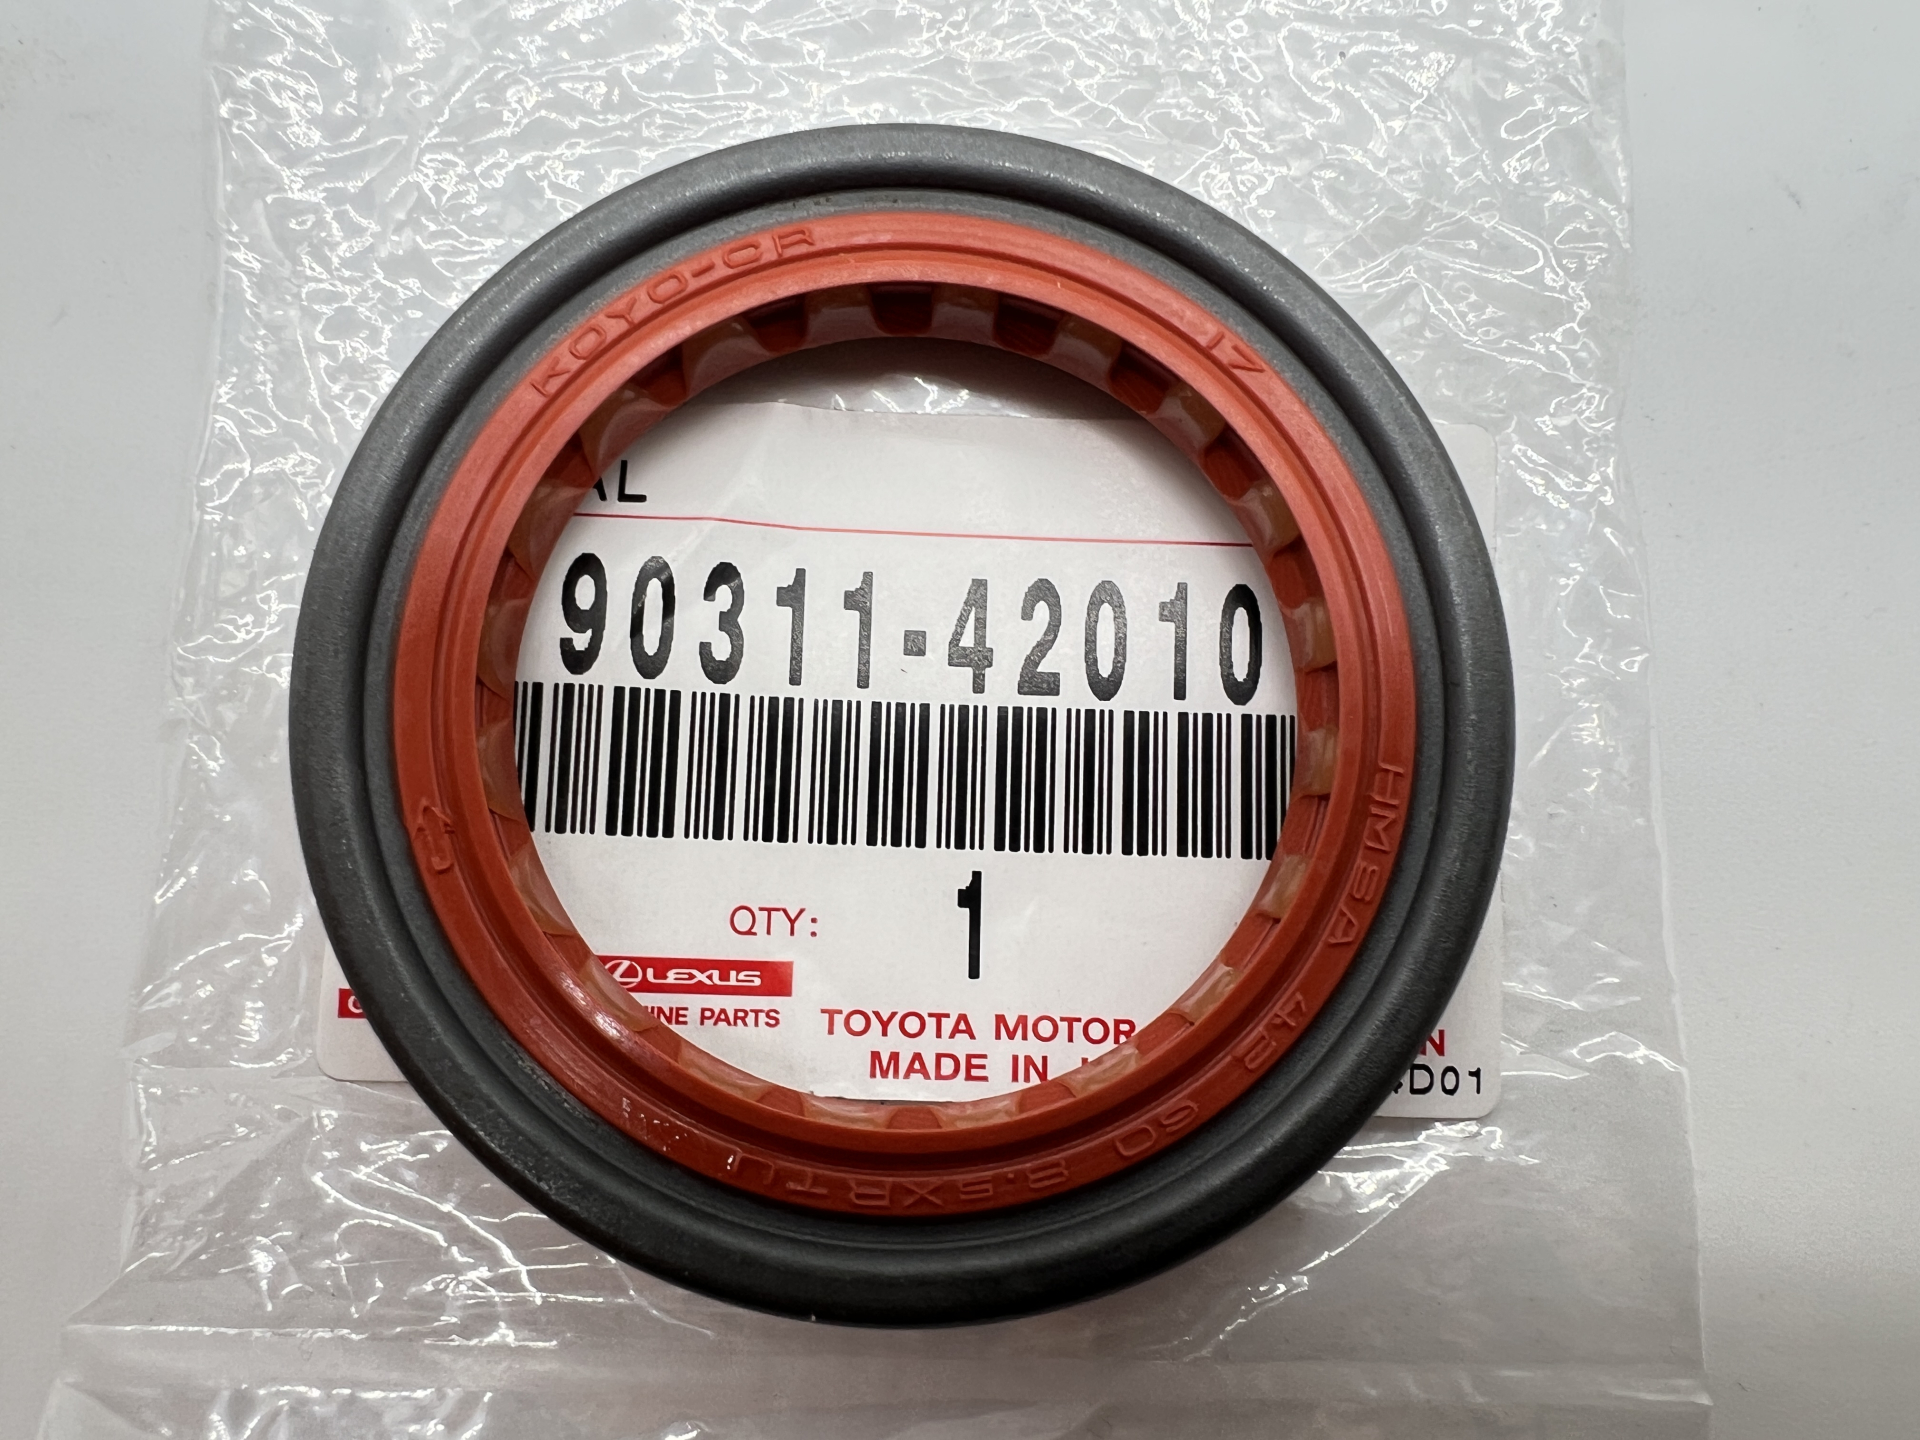 KOYO-CR
17
AL
90311-42010
QTY: 1
LEXUS
INE PARTS
TOYOTA MOTOR
MADE IN
N
D01
HMSA 42 60 8.5XRTL1